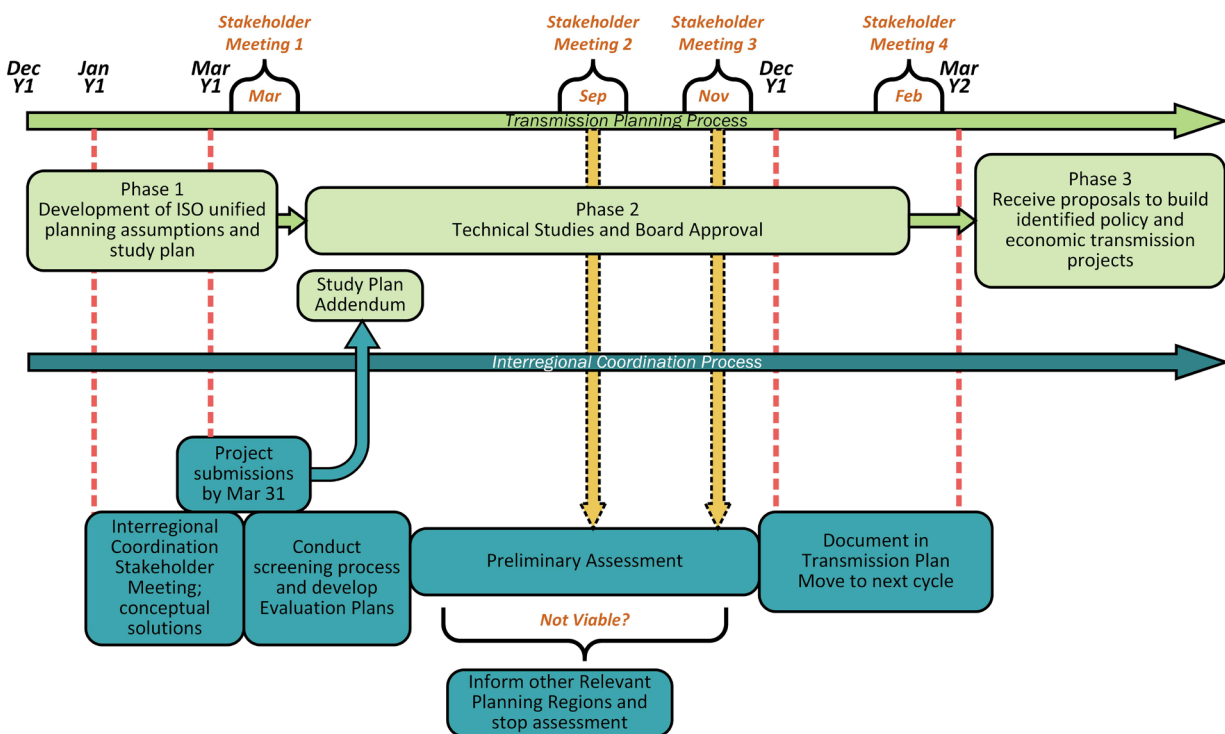 Stakeholder
Meeting 1
Stakeholder
Meeting 2
Stakeholder
Meeting 3
Stakeholder
Meeting 4
Dec
Y1
Jan
Y1
Mar
Y1
Mar
Sep
Nov
Dec
Y1
Feb
Mar
Y2
Transmission Planning Process
Phase 1
Development of ISO unified
planning assumptions and
study plan
Phase 2
Technical Studies and Board Approval
Phase 3
Receive proposals to build
identified policy and
economic transmission
projects
Study Plan
Addendum
Interregional Coordination Process
Project
submissions
by Mar 31
Interregional
Coordination
Stakeholder
Meeting;
conceptual
solutions
Conduct
screening process
and develop
Evaluation Plans
Preliminary Assessment
Document in
Transmission Plan
Move to next cycle
Not Viable?
Inform other Relevant
Planning Regions and
stop assessment